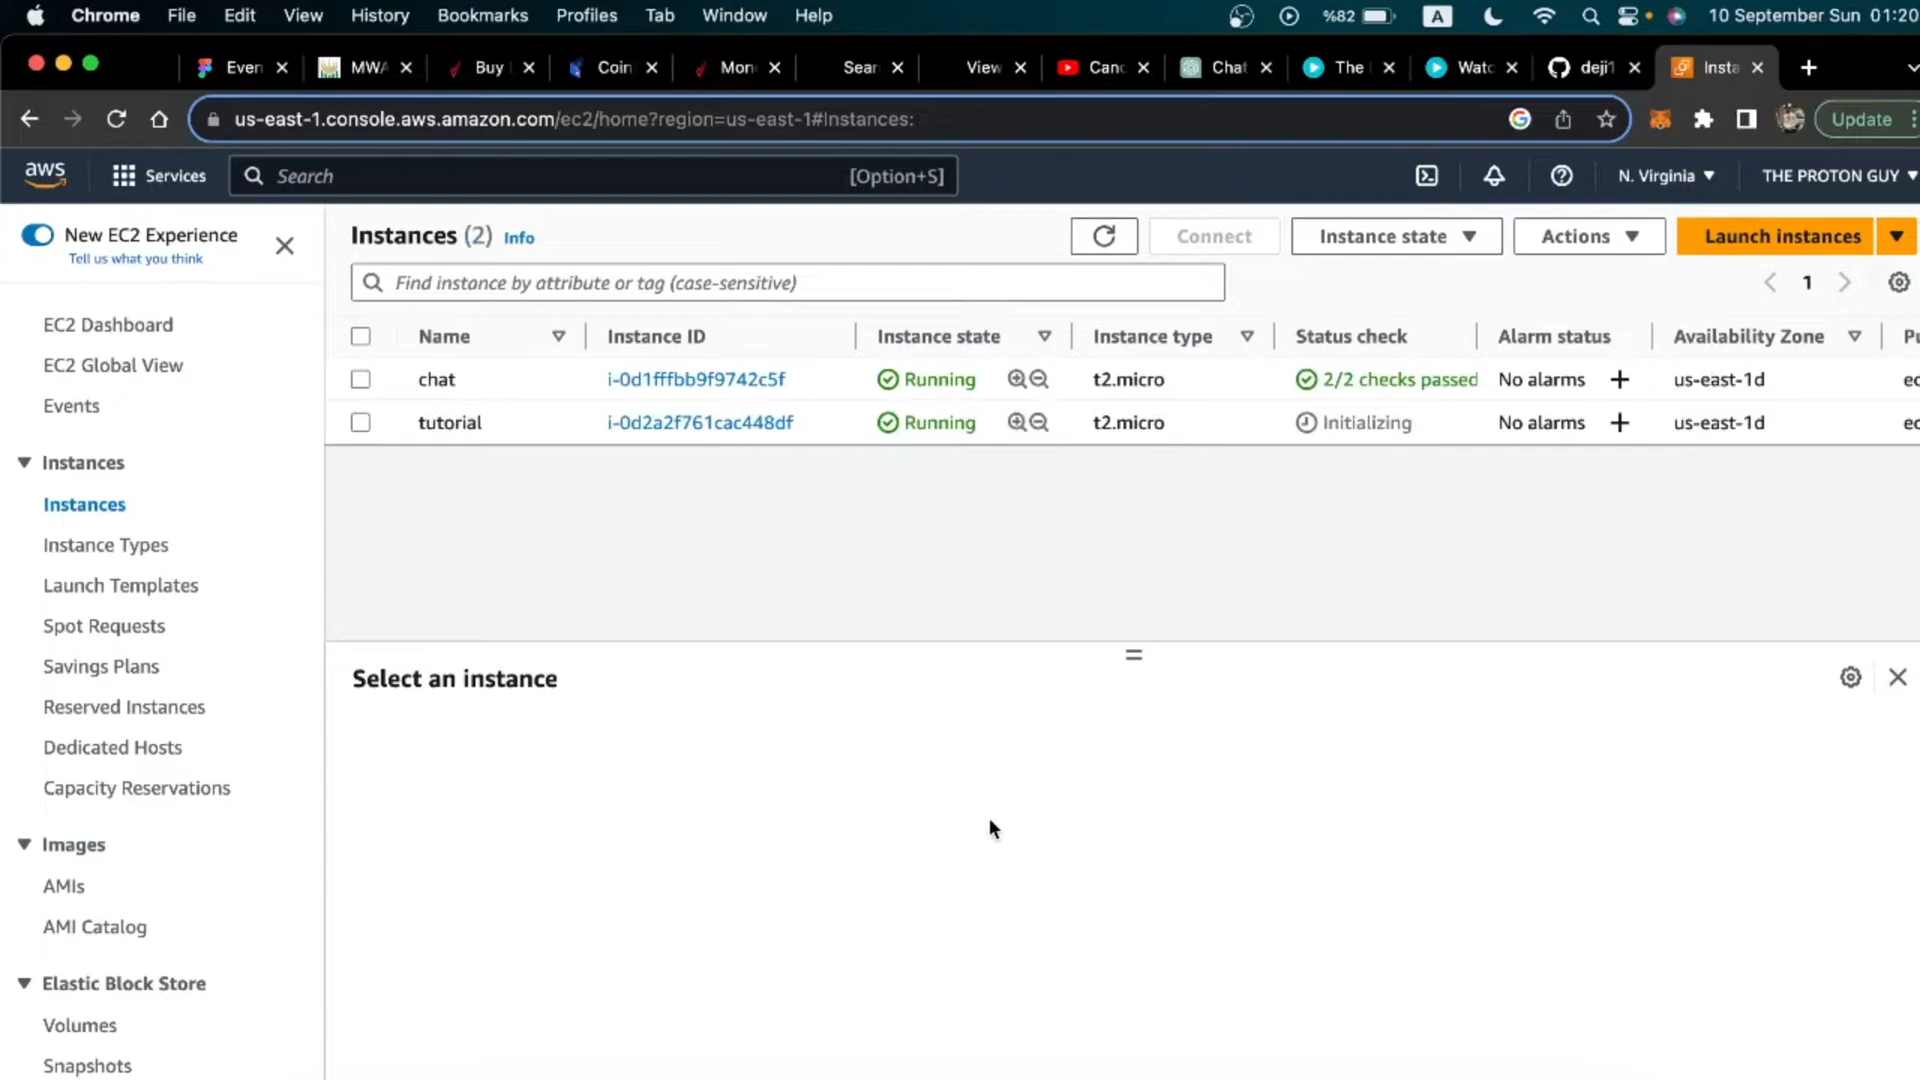 Chrome File Edit View History Bookmarks Profiles Tab Window Help %82 A 10 September Sun 01:20
Even MWA Buy Coin Mon Sear View Canc Chat The Watc deji1 Insta
us-east-1.console.aws.amazon.com/ec2/home?region=us-east-1#Instances: Update
aws Services Search [Option+S] N. Virginia THE PROTON GUY
New EC2 Experience
Tell us what you think
Instances (2) Info Connect Instance state Actions Launch instances
Find instance by attribute or tag (case-sensitive) 1
Name Instance ID Instance state Instance type Status check Alarm status Availability Zone Pu
chat i-0d1fffbb9f9742c5f Running t2.micro 2/2 checks passed No alarms + us-east-1d ec
tutorial i-0d2a2f761cac448df Running t2.micro Initializing No alarms + us-east-1d ec
EC2 Dashboard
EC2 Global View
Events
Instances
Instances
Instance Types
Launch Templates
Spot Requests
Savings Plans
Reserved Instances
Dedicated Hosts
Capacity Reservations
Images
AMIs
AMI Catalog
Elastic Block Store
Volumes
Snapshots
Select an instance